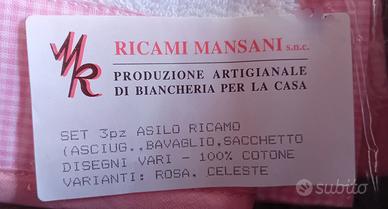 MR
RICAMI MANSANI s.n.c.
PRODUZIONE ARTIGIANALE
DI BIANCHERIA PER LA CASA
SET 3pz ASILO RICAMO
(ASCIUG.,BAVAGLIO,SACCHETTO
DISEGNI VARI - 100% COTONE
VARIANTI: ROSA, CELESTE
subito